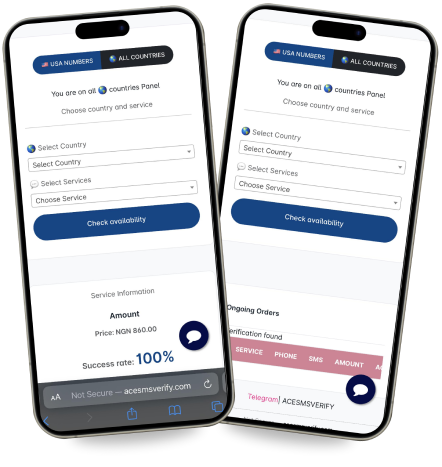 USA NUMBERS
ALL COUNTRIES
You are on all countries Panel
Choose country and service
Select Country
Select Country
Select Services
Choose Service
Check availability
Service Information
Amount
Price: NGN 860.00
Success rate: 100%
AA Not Secure — acesmsverify.com
USA NUMBERS
ALL COUNTRIES
You are on all countries Panel
Choose country and service
Select Country
Select Country
Select Services
Choose Service
Check availability
Ongoing Orders
erification found
SERVICE PHONE SMS AMOUNT
Telegram| ACESMSVERIFY